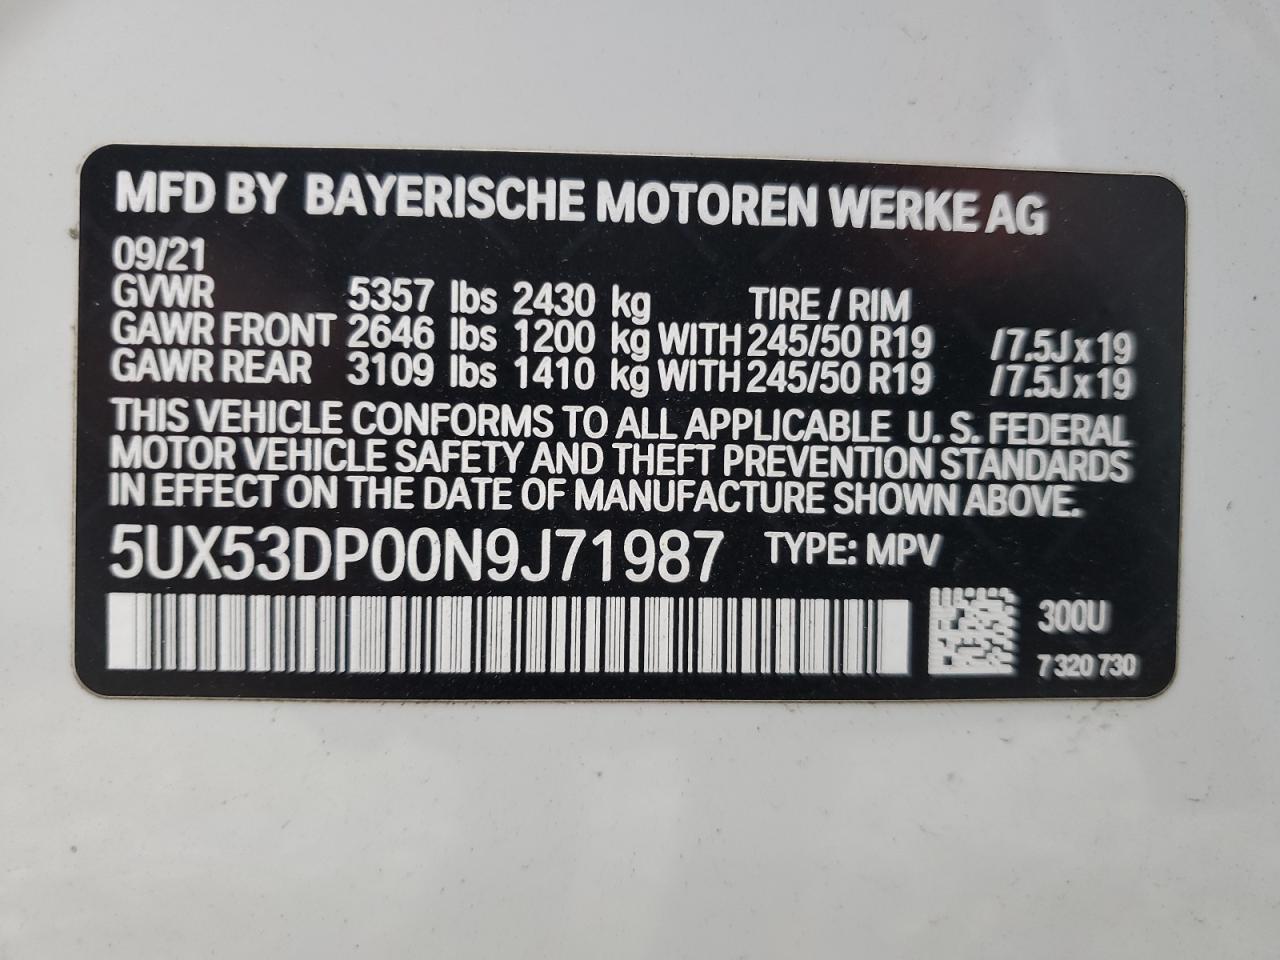 MFD BY BAYERISCHE MOTOREN WERKE AG
09/21
GVWR 5357 lbs 2430 kg TIRE / RIM
GAWR FRONT 2646 lbs 1200 kg WITH 245/50 R19 /7.5J x 19
GAWR REAR 3109 lbs 1410 kg WITH 245/50 R19 /7.5J x 19
THIS VEHICLE CONFORMS TO ALL APPLICABLE U. S. FEDERAL
MOTOR VEHICLE SAFETY AND THEFT PREVENTION STANDARDS
IN EFFECT ON THE DATE OF MANUFACTURE SHOWN ABOVE.
5UX53DP00N9J71987 TYPE: MPV
300U
7 320 730